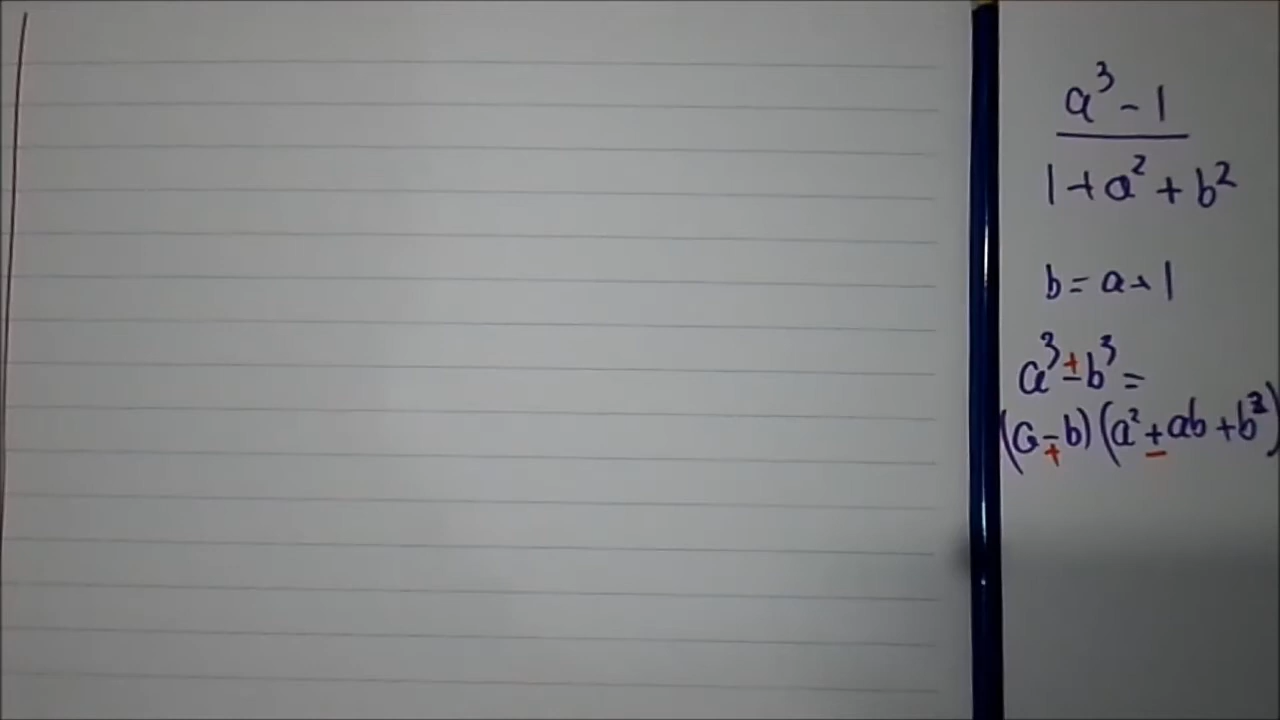 a³ - 1
1 + a² + b²
b = a + 1
a³ ± b³ =
(a ∓ b)(a² ± ab + b²)